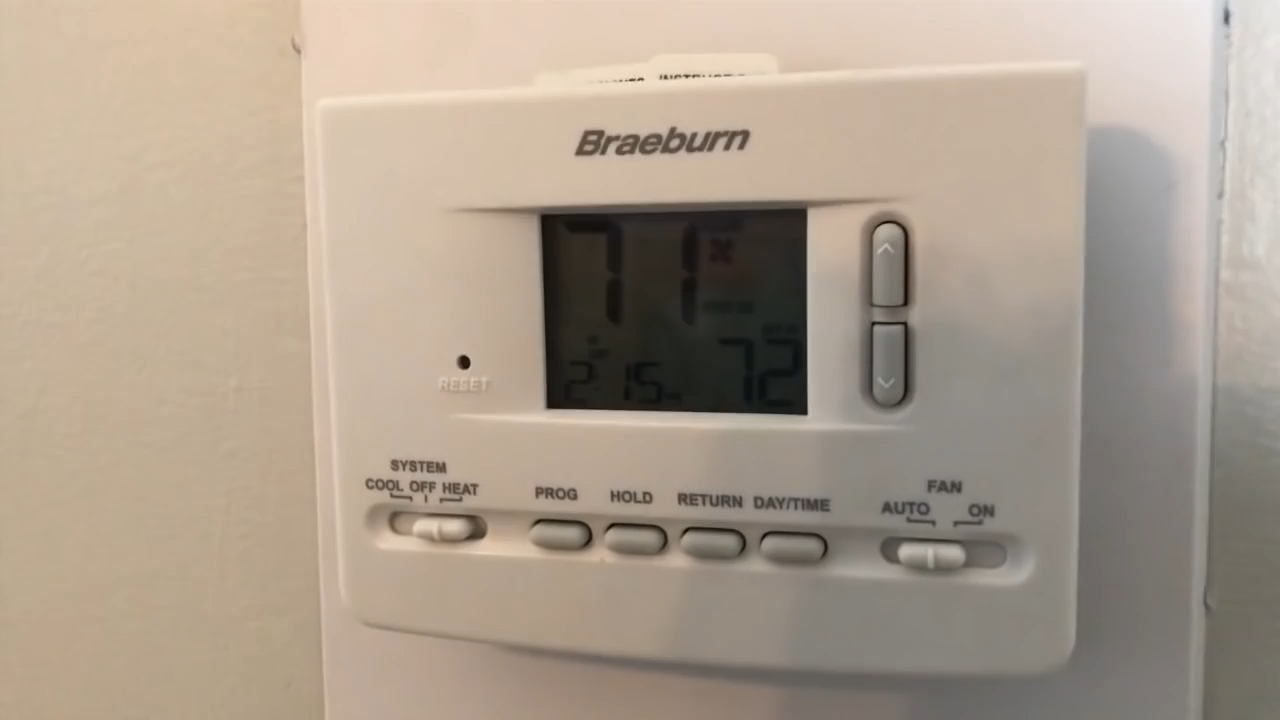 Braeburn
71
2:15
72
RESET
SYSTEM
COOL OFF HEAT
PROG
HOLD
RETURN
DAY/TIME
FAN
AUTO
ON